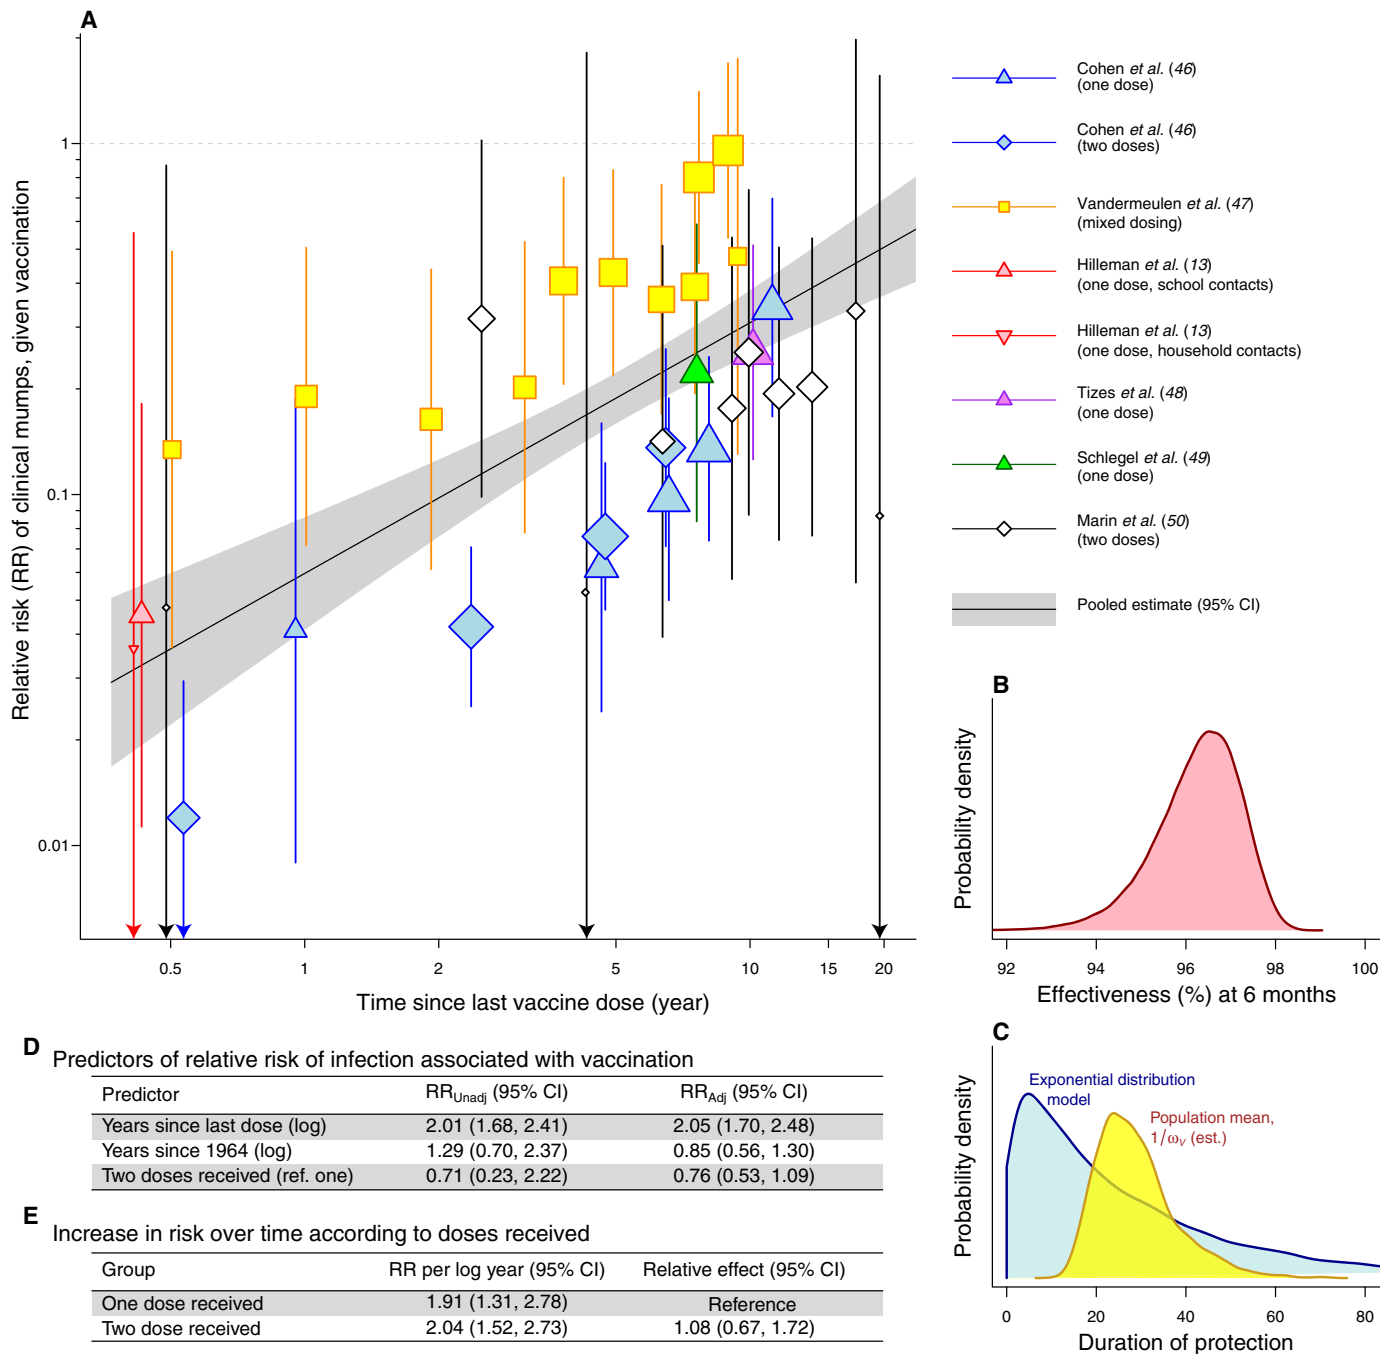 A
Relative risk (RR) of clinical mumps, given vaccination
1
0.1
0.01
0.5
1
2
5
10
15
20
Time since last vaccine dose (year)
Cohen et al. (46)
(one dose)
Cohen et al. (46)
(two doses)
Vandermeulen et al. (47)
(mixed dosing)
Hilleman et al. (13)
(one dose, school contacts)
Hilleman et al. (13)
(one dose, household contacts)
Tizes et al. (48)
(one dose)
Schlegel et al. (49)
(one dose)
Marin et al. (50)
(two doses)
Pooled estimate (95% CI)
B
Probability density
92 94 96 98 100
Effectiveness (%) at 6 months
C
Probability density
Exponential distribution
model
Population mean,
1/ωV (est.)
0 20 40 60 80
Duration of protection
D
Predictors of relative risk of infection associated with vaccination
Predictor RRUnadj (95% CI) RRAdj (95% CI)
Years since last dose (log) 2.01 (1.68, 2.41) 2.05 (1.70, 2.48)
Years since 1964 (log) 1.29 (0.70, 2.37) 0.85 (0.56, 1.30)
Two doses received (ref. one) 0.71 (0.23, 2.22) 0.76 (0.53, 1.09)
E
Increase in risk over time according to doses received
Group RR per log year (95% CI) Relative effect (95% CI)
One dose received 1.91 (1.31, 2.78) Reference
Two dose received 2.04 (1.52, 2.73) 1.08 (0.67, 1.72)